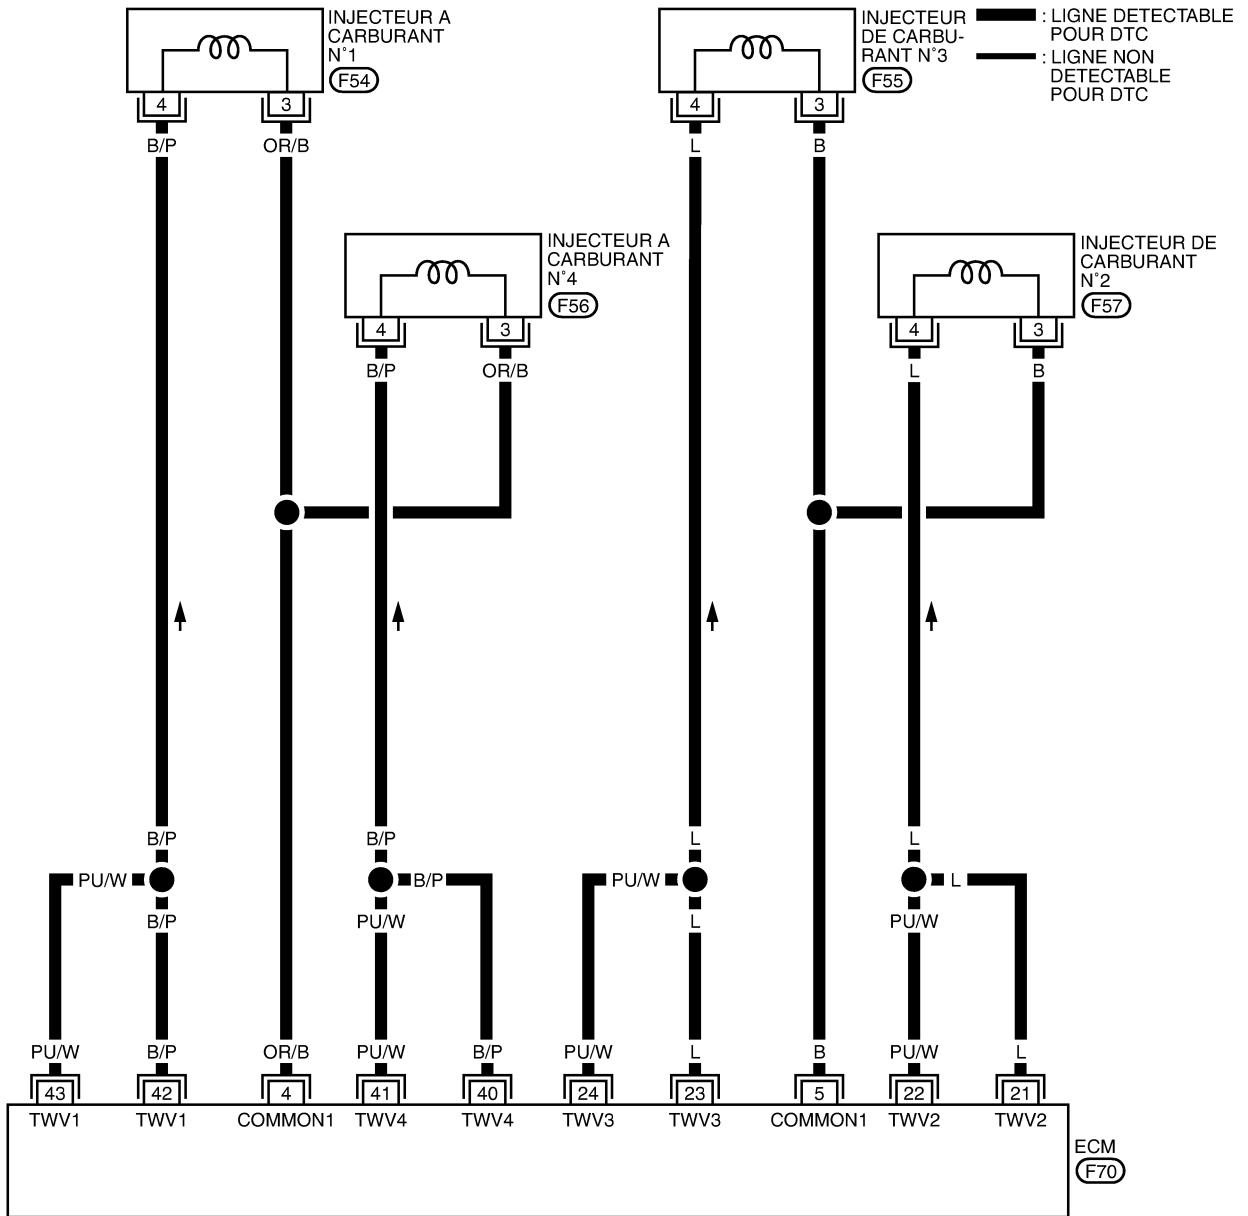 INJECTEUR A
CARBURANT
N°1
F54
4
3
B/P
OR/B
INJECTEUR
DE CARBU-
RANT N°3
F55
4
3
L
B
: LIGNE DETECTABLE
POUR DTC
: LIGNE NON
DETECTABLE
POUR DTC
INJECTEUR A
CARBURANT
N°4
F56
4
3
B/P
OR/B
INJECTEUR DE
CARBURANT
N°2
F57
4
3
L
B
B/P
B/P
L
L
PU/W
B/P
PU/W
L
B/P
PU/W
L
PU/W
PU/W
B/P
OR/B
PU/W
B/P
PU/W
L
B
PU/W
L
43
42
4
41
40
24
23
5
22
21
TWV1
TWV1
COMMON1
TWV4
TWV4
TWV3
TWV3
COMMON1
TWV2
TWV2
ECM
F70